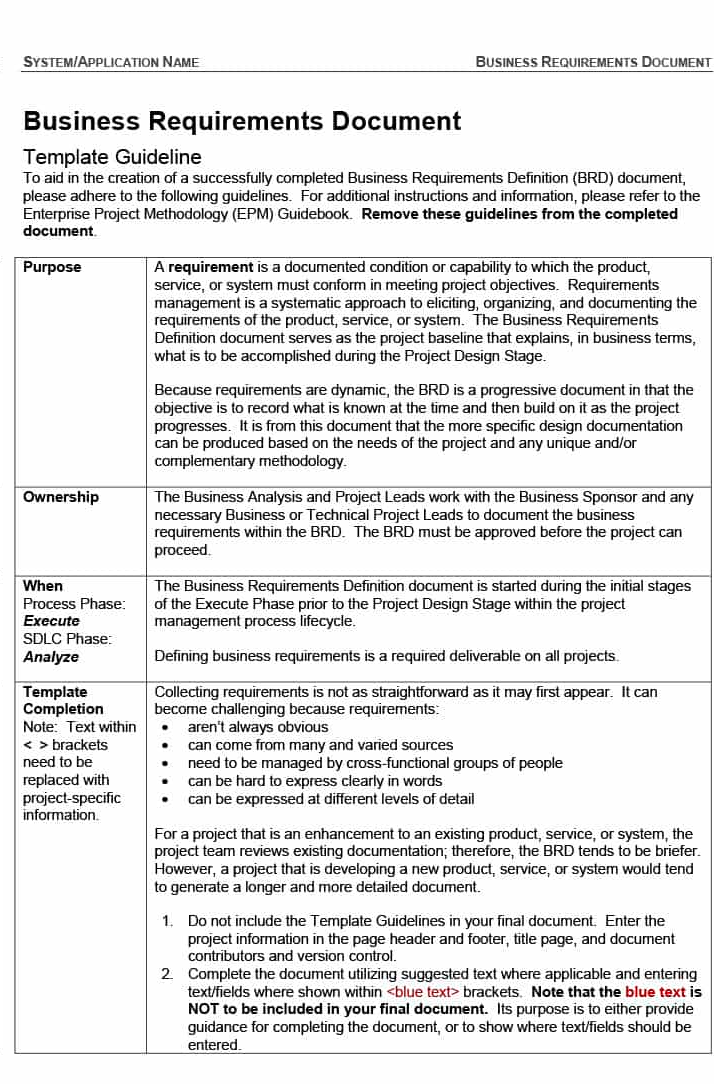 SYSTEM/APPLICATION NAME BUSINESS REQUIREMENTS DOCUMENT
Business Requirements Document
Template Guideline
To aid in the creation of a successfully completed Business Requirements Definition (BRD) document,
please adhere to the following guidelines. For additional instructions and information, please refer to the
Enterprise Project Methodology (EPM) Guidebook. Remove these guidelines from the completed
document.
Purpose
A requirement is a documented condition or capability to which the product,
service, or system must conform in meeting project objectives. Requirements
management is a systematic approach to eliciting, organizing, and documenting the
requirements of the product, service, or system. The Business Requirements
Definition document serves as the project baseline that explains, in business terms,
what is to be accomplished during the Project Design Stage.
Because requirements are dynamic, the BRD is a progressive document in that the
objective is to record what is known at the time and then build on it as the project
progresses. It is from this document that the more specific design documentation
can be produced based on the needs of the project and any unique and/or
complementary methodology.
Ownership
The Business Analysis and Project Leads work with the Business Sponsor and any
necessary Business or Technical Project Leads to document the business
requirements within the BRD. The BRD must be approved before the project can
proceed.
When
Process Phase:
Execute
SDLC Phase:
Analyze
The Business Requirements Definition document is started during the initial stages
of the Execute Phase prior to the Project Design Stage within the project
management process lifecycle.
Defining business requirements is a required deliverable on all projects.
Template
Completion
Note: Text within
< > brackets
need to be
replaced with
project-specific
information.
Collecting requirements is not as straightforward as it may first appear. It can
become challenging because requirements:
• aren't always obvious
• can come from many and varied sources
• need to be managed by cross-functional groups of people
• can be hard to express clearly in words
• can be expressed at different levels of detail
For a project that is an enhancement to an existing product, service, or system, the
project team reviews existing documentation; therefore, the BRD tends to be briefer.
However, a project that is developing a new product, service, or system would tend
to generate a longer and more detailed document.
1. Do not include the Template Guidelines in your final document. Enter the
project information in the page header and footer, title page, and document
contributors and version control.
2. Complete the document utilizing suggested text where applicable and entering
text/fields where shown within <blue text> brackets. Note that the blue text is
NOT to be included in your final document. Its purpose is to either provide
guidance for completing the document, or to show where text/fields should be
entered.